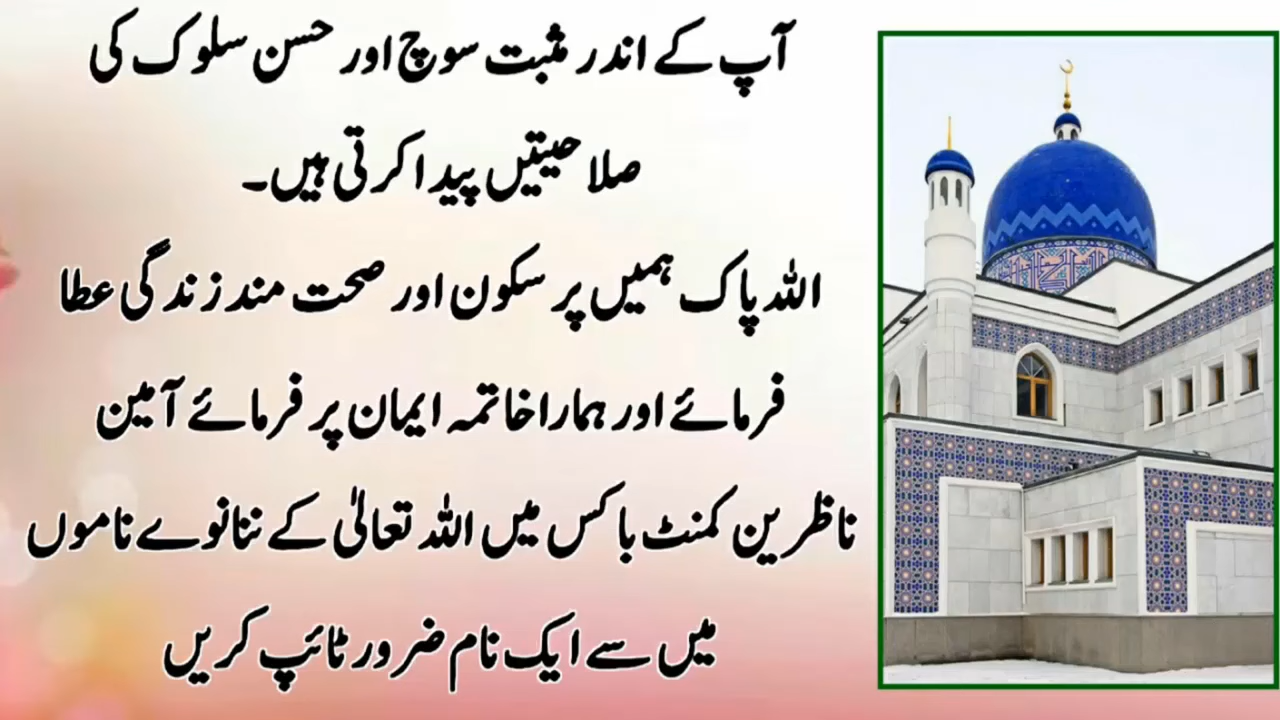 آپ کے اندر مثبت سوچ اور حسن سلوک کی
صلاحیتیں پیدا کرتی ہیں۔
اللہ پاک ہمیں پر سکون اور صحت مند زندگی عطا
فرمائے اور ہمارا خاتمہ ایمان پر فرمائے آمین
ناظرین کمنٹ باکس میں اللہ تعالیٰ کے ننانوے ناموں
میں سے ایک نام ضرور ٹائپ کریں